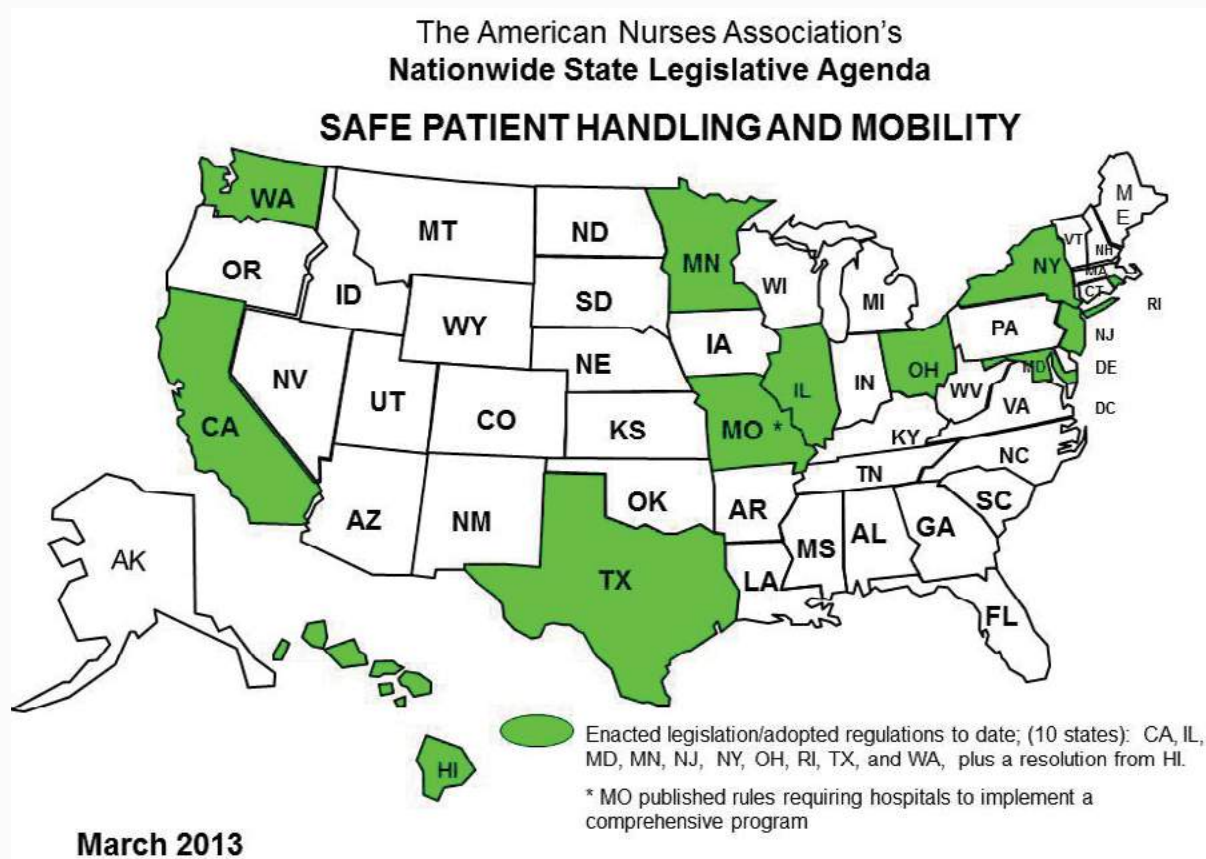 The American Nurses Association's
Nationwide State Legislative Agenda
SAFE PATIENT HANDLING AND MOBILITY
WA
MT
ND
MN
OR
ID
SD
WI
MI
NY
VT
NH
M
E
MA
CT
RI
WY
IA
PA
NJ
NV
UT
NE
IL
IN
OH
MD
DE
WV
VA
DC
CA
CO
KS
MO *
KY
NC
TN
AZ
NM
OK
AR
SC
MS
AL
GA
AK
TX
LA
FL
HI
Enacted legislation/adopted regulations to date; (10 states): CA, IL,
MD, MN, NJ, NY, OH, RI, TX, and WA, plus a resolution from HI.
* MO published rules requiring hospitals to implement a
comprehensive program
March 2013